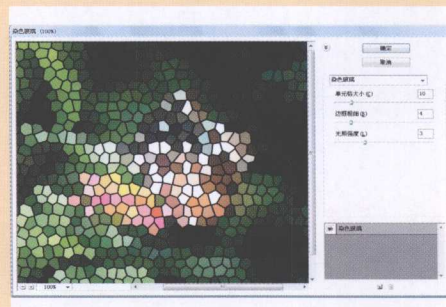 染色玻璃 (100%)
确定
取消
染色玻璃
单元格大小(C) 10
边框粗细(B) 4
光照强度(L) 3
染色玻璃
100%